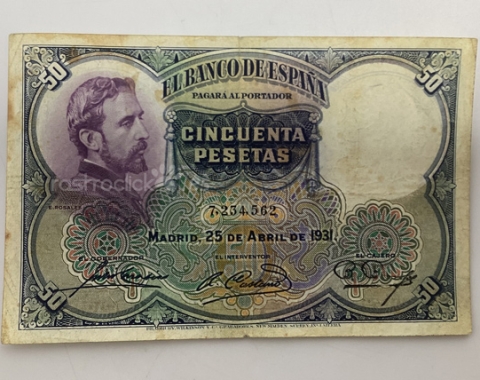 50
50
EL BANCO DE ESPAÑA
PAGARÁ AL PORTADOR
CINCUENTA
PESETAS
rastroclick
E. ROSALES
7,234,562
MADRID, 25 DE ABRIL DE 1931
EL GOBERNADOR
EL INTERVENTOR
EL CAJERO
50
50